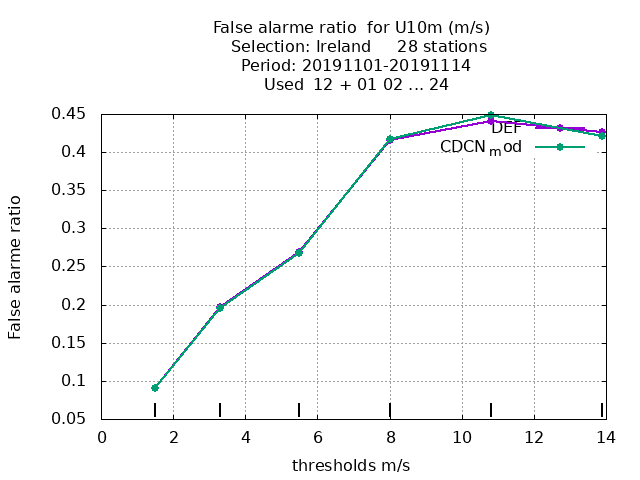 False alarme ratio  for U10m (m/s)
Selection: Ireland     28 stations
Period: 20191101-20191114
Used  12 + 01 02 ... 24
0.45
0.4
0.35
0.3
0.25
0.2
0.15
0.1
0.05
False alarme ratio
DEF
CDCNmod
0 2 4 6 8 10 12 14
thresholds m/s